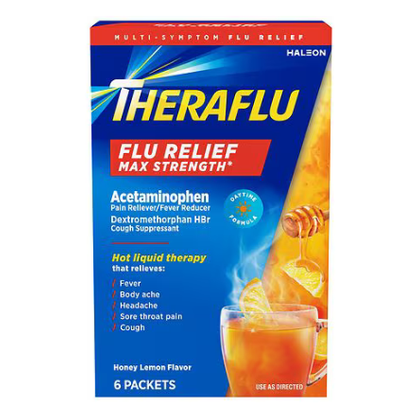 MULTI-SYMPTOM FLU RELIEF
HALEON
THERAFLU
FLU RELIEF
MAX STRENGTH*
Acetaminophen
Pain Reliever/Fever Reducer
Dextromethorphan HBr
Cough Suppressant
DAYTIME
FORMULA
Hot liquid therapy
that relieves:
Fever
Body ache
Headache
Sore throat pain
Cough
Honey Lemon Flavor
6 PACKETS
USE AS DIRECTED